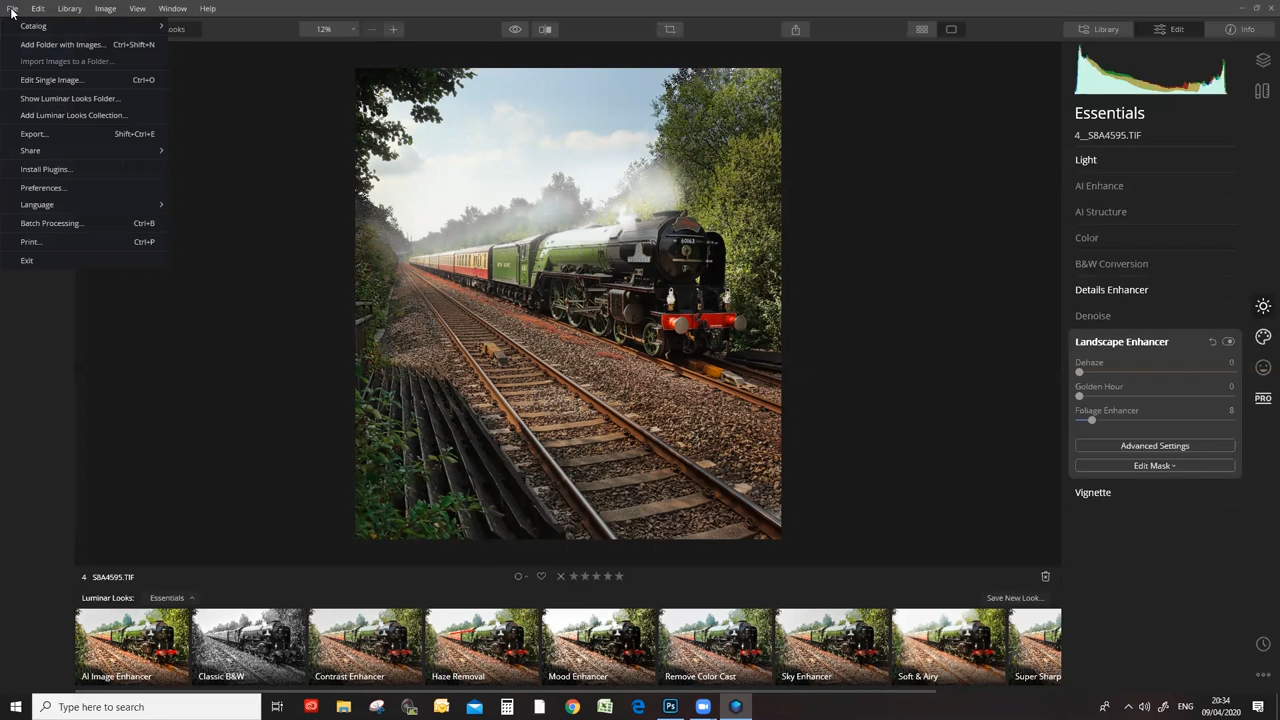 File Edit Library Image View Window Help
Catalog
Add Folder with Images... Ctrl+Shift+N
Import Images to a Folder...
Edit Single Image... Ctrl+O
Show Luminar Looks Folder...
Add Luminar Looks Collection...
Export... Shift+Ctrl+E
Share
Install Plugins...
Preferences...
Language
Batch Processing... Ctrl+B
Print... Ctrl+P
Exit
ooks 12% Library Edit Info
Essentials
4__S8A4595.TIF
Light
AI Enhance
AI Structure
Color
B&W Conversion
Details Enhancer
Denoise
Landscape Enhancer
Dehaze 0
Golden Hour 0
Foliage Enhancer 8
Advanced Settings
Edit Mask
PRO
Vignette
60163
4 S8A4595.TIF
Luminar Looks: Essentials Save New Look...
AI Image Enhancer Classic B&W Contrast Enhancer Haze Removal Mood Enhancer Remove Color Cast Sky Enhancer Soft & Airy Super Sharp
Type here to search Ps ENG 20:34
09/04/2020